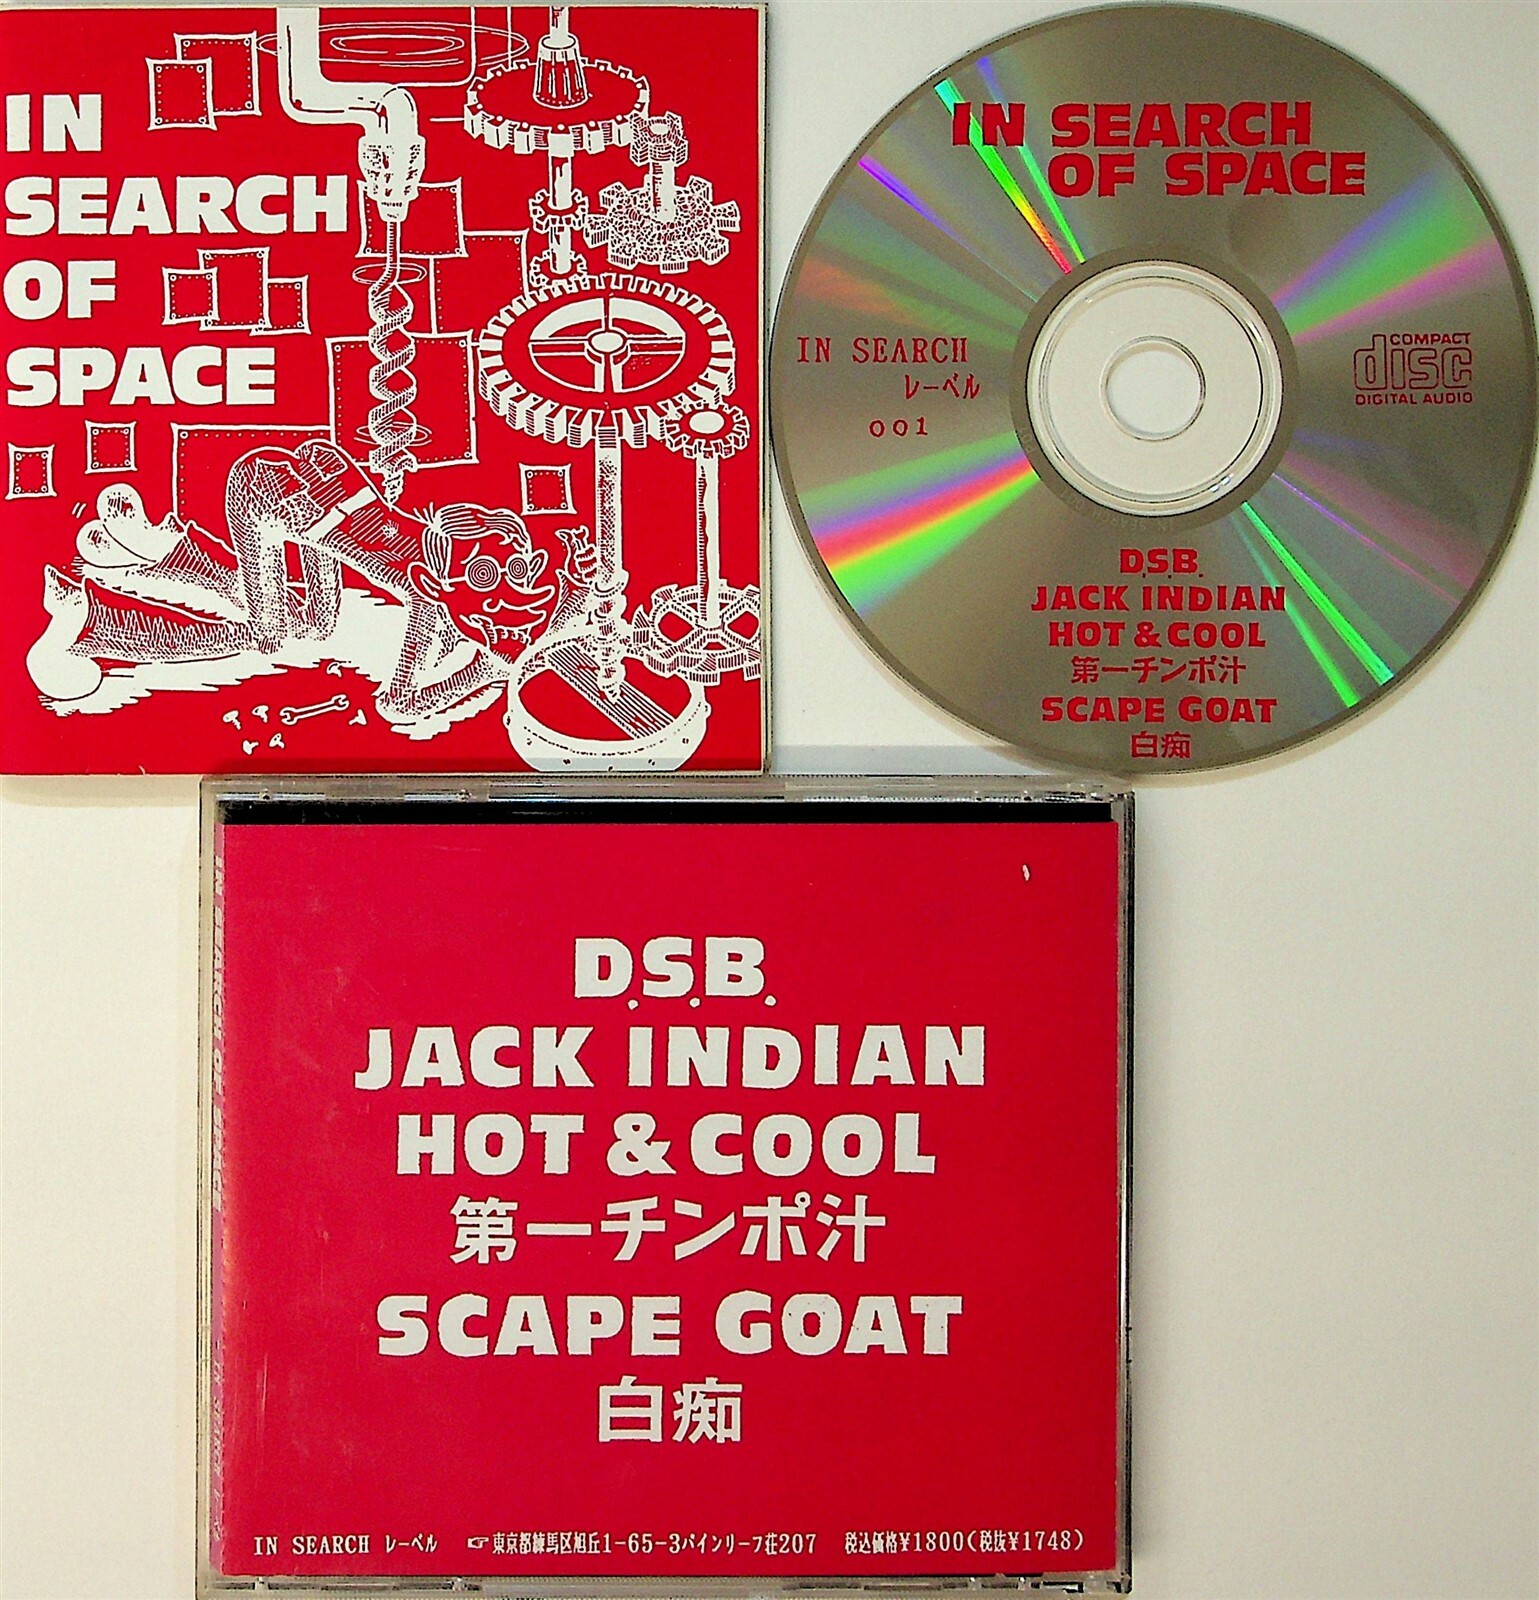 IN
SEARCH
OF
SPACE
IN SEARCH
OF SPACE
IN SEARCH
レーベル
001
COMPACT
disc
DIGITAL AUDIO
D.S.B.
JACK INDIAN
HOT & COOL
第一チンポ汁
SCAPE GOAT
白痴
IN SEARCH OF SPACE
D.S.B.
JACK INDIAN
HOT & COOL
第一チンポ汁
SCAPE GOAT
白痴
IN SEARCH レーベル ☞東京都練馬区旭丘1-65-3パインリーフ荘207 税込価格¥1800(税抜¥1748)